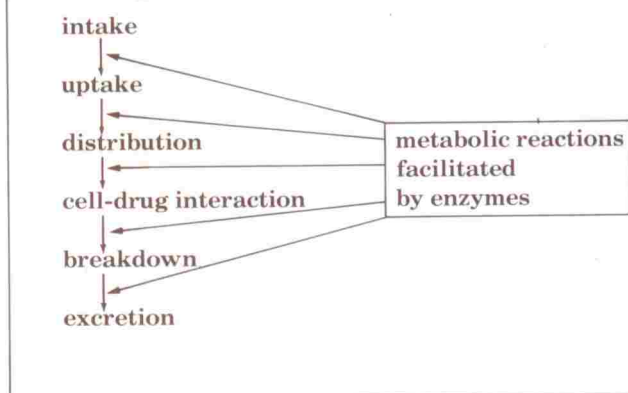 intake
uptake
distribution
cell-drug interaction
breakdown
excretion
metabolic reactions
facilitated
by enzymes